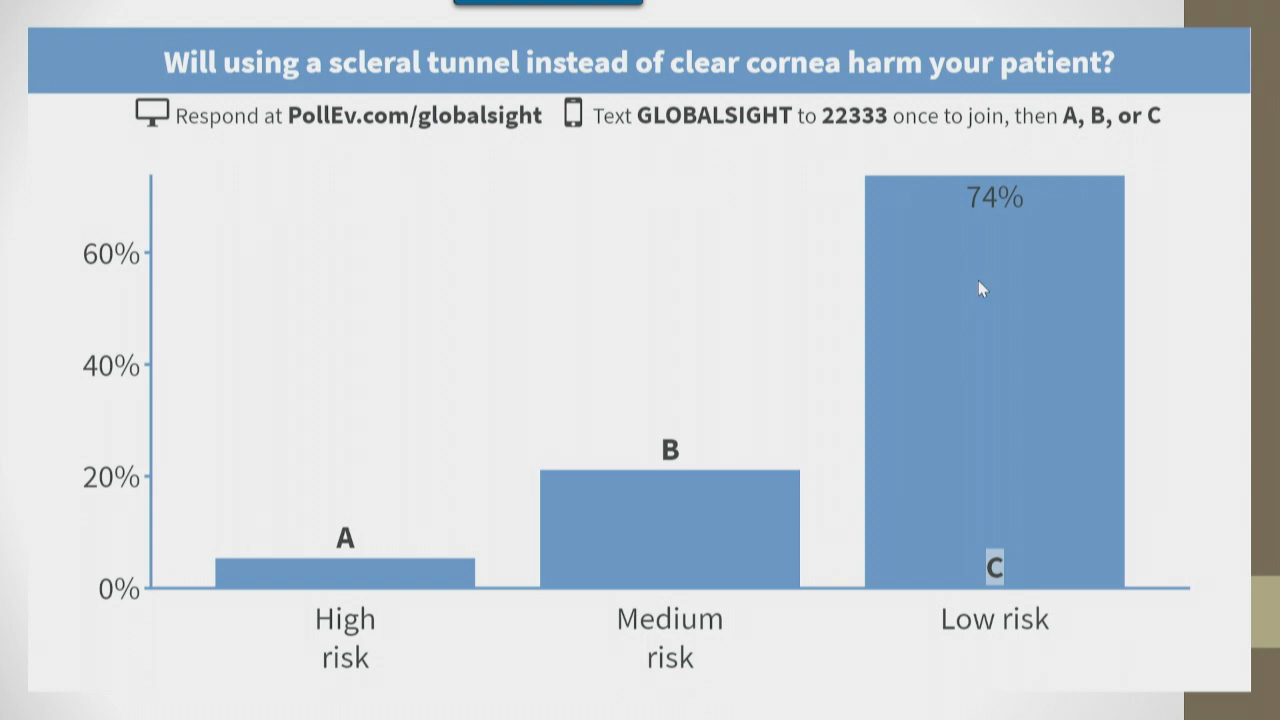 Will using a scleral tunnel instead of clear cornea harm your patient?
Respond at PollEv.com/globalsight Text GLOBALSIGHT to 22333 once to join, then A, B, or C
74%
60%
40%
B
20%
A
C
0%
High risk
Medium risk
Low risk